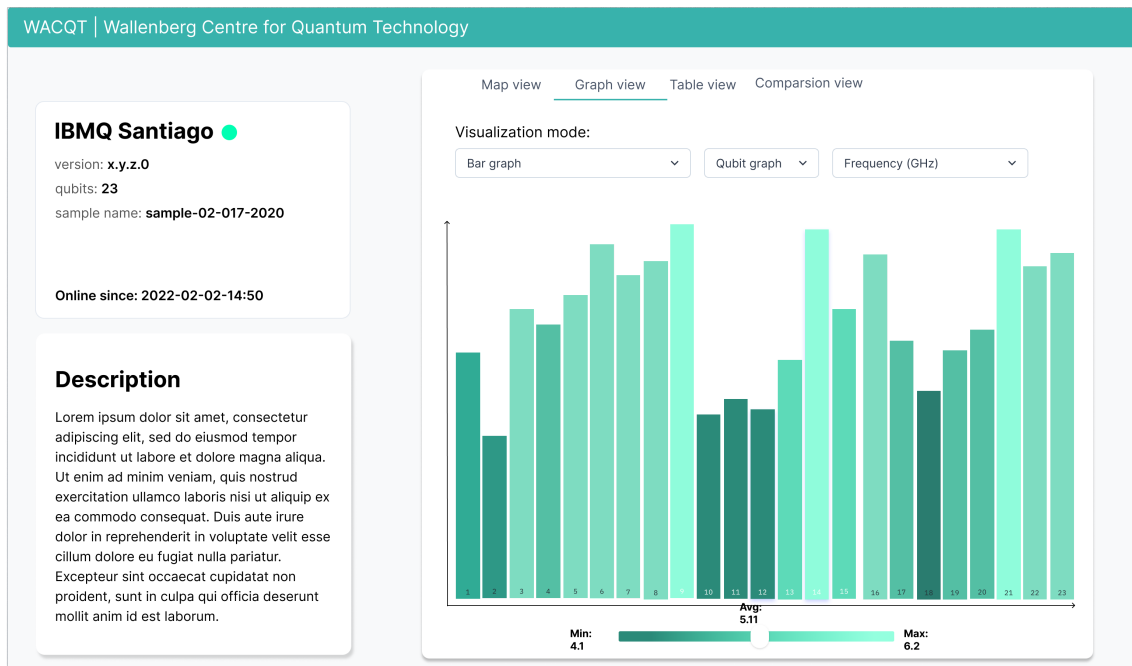 WACQT | Wallenberg Centre for Quantum Technology
IBMQ Santiago
version: x.y.z.0
qubits: 23
sample name: sample-02-017-2020
Online since: 2022-02-02-14:50
Description
Lorem ipsum dolor sit amet, consectetur
adipiscing elit, sed do eiusmod tempor
incididunt ut labore et dolore magna aliqua.
Ut enim ad minim veniam, quis nostrud
exercitation ullamco laboris nisi ut aliquip ex
ea commodo consequat. Duis aute irure
dolor in reprehenderit in voluptate velit esse
cillum dolore eu fugiat nulla pariatur.
Excepteur sint occaecat cupidatat non
proident, sunt in culpa qui officia deserunt
mollit anim id est laborum.
Map view Graph view Table view Comparsion view
Visualization mode:
Bar graph Qubit graph Frequency (GHz)
1 2 3 4 5 6 7 8 9 10 11 12 13 14 15 16 17 18 19 20 21 22 23
Avg:
5.11
Min:
4.1
Max:
6.2